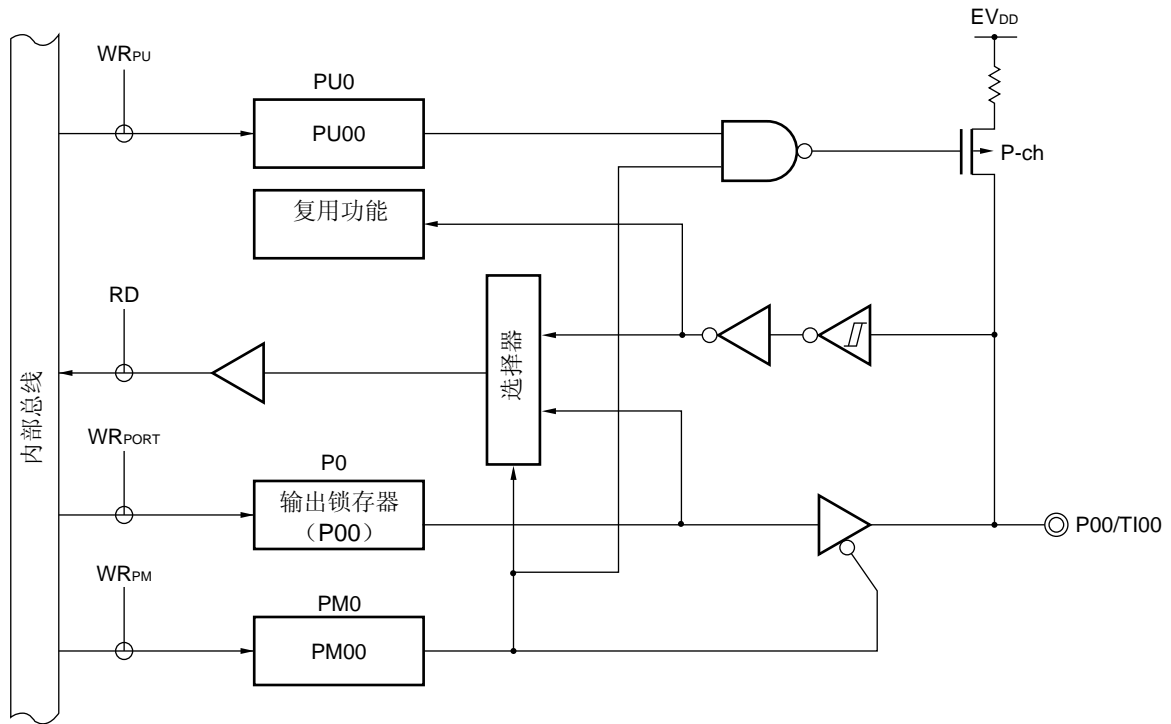 EVDD
WRPU
PU0
PU00
P-ch
复用功能
RD
选择器
内部总线
WRPORT
P0
输出锁存器
（P00）
P00/TI00
WRPM
PM0
PM00